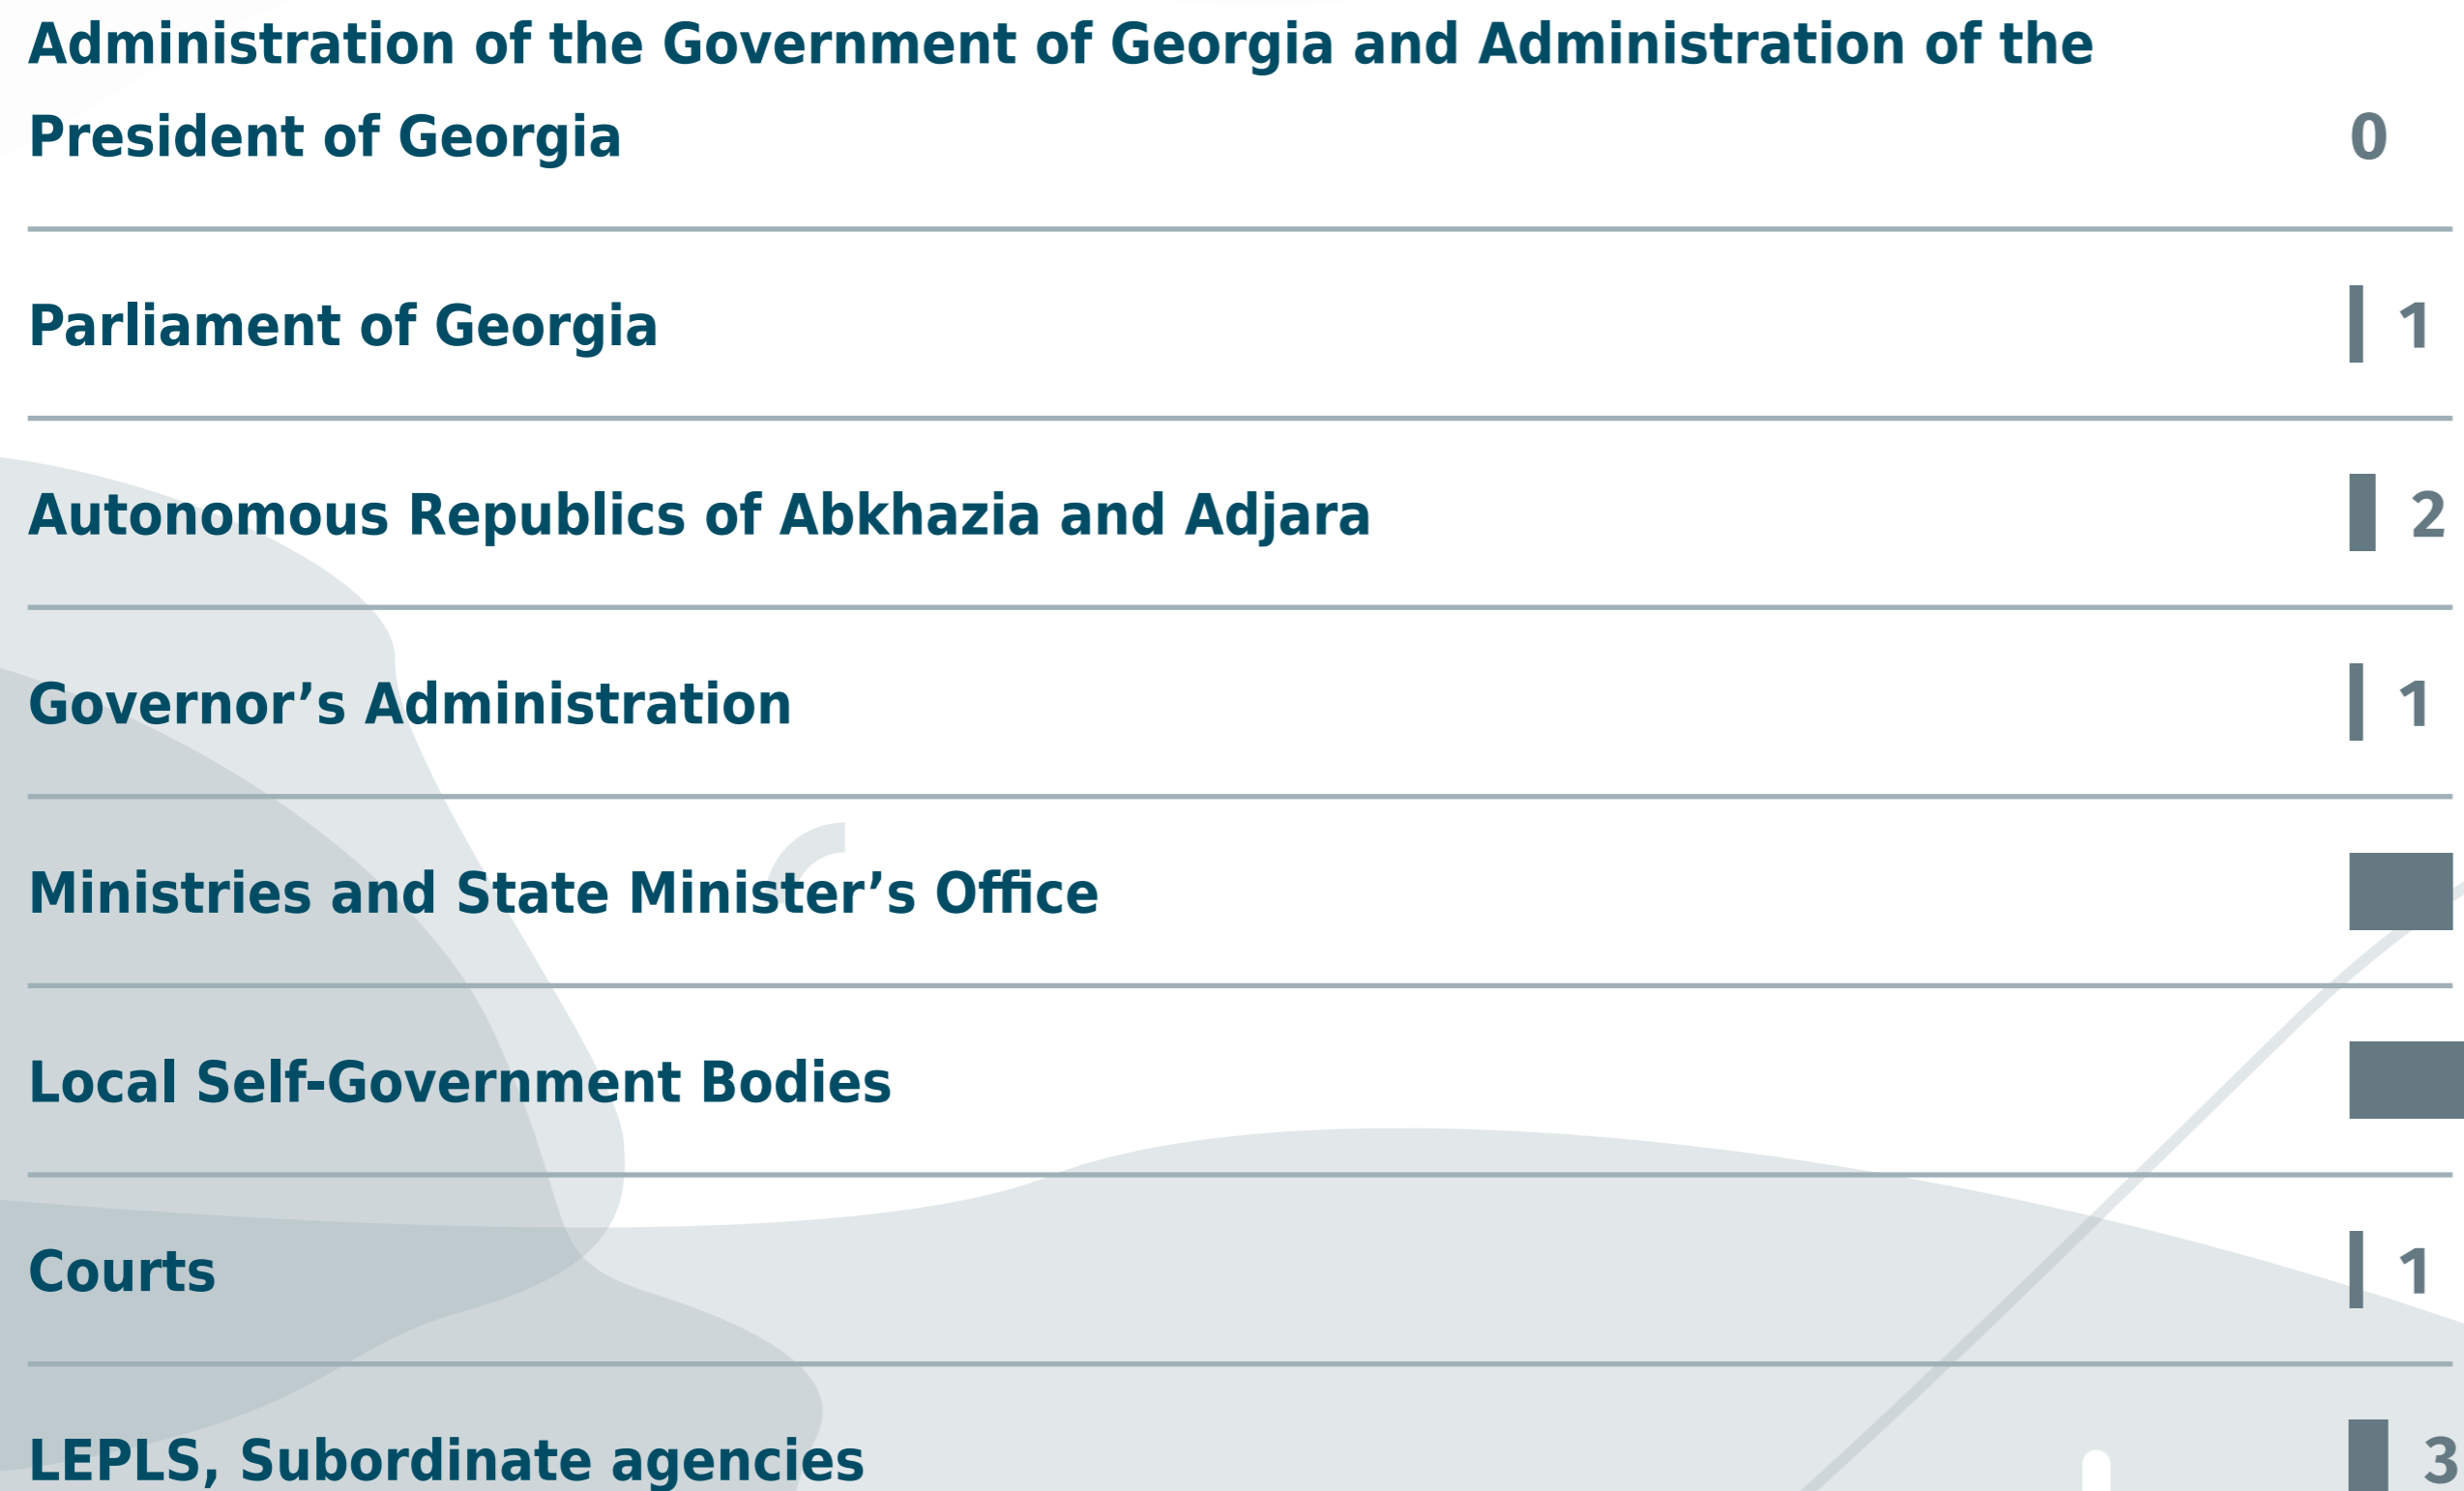 Administration of the Government of Georgia and Administration of the
President of Georgia 0
Parliament of Georgia 1
Autonomous Republics of Abkhazia and Adjara 2
Governor’s Administration 1
Ministries and State Minister’s Office
Local Self-Government Bodies
Courts 1
LEPLS, Subordinate agencies 3